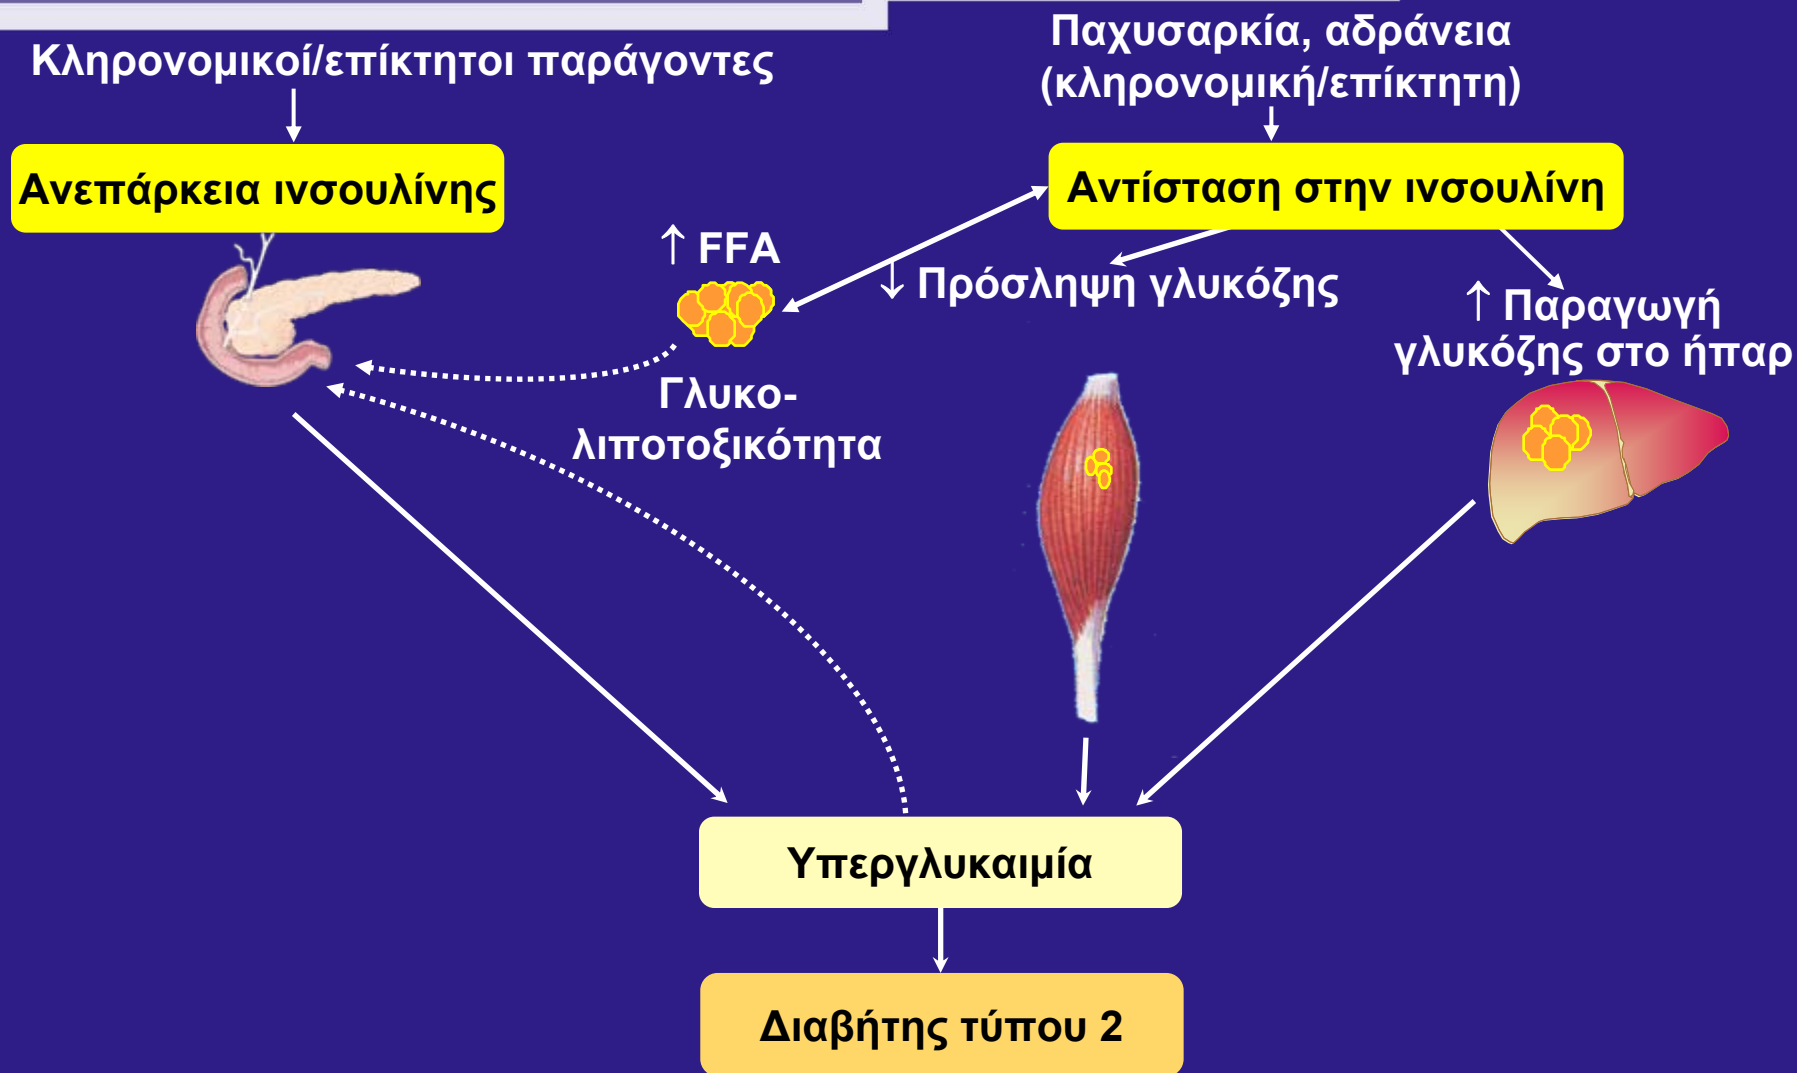 Κληρονομικοί/επίκτητοι παράγοντες
Παχυσαρκία, αδράνεια
(κληρονομική/επίκτητη)
Ανεπάρκεια ινσουλίνης
Αντίσταση στην ινσουλίνη
↑ FFA
↓ Πρόσληψη γλυκόζης
↑ Παραγωγή
γλυκόζης στο ήπαρ
Γλυκο-
λιποτοξικότητα
Υπεργλυκαιμία
Διαβήτης τύπου 2